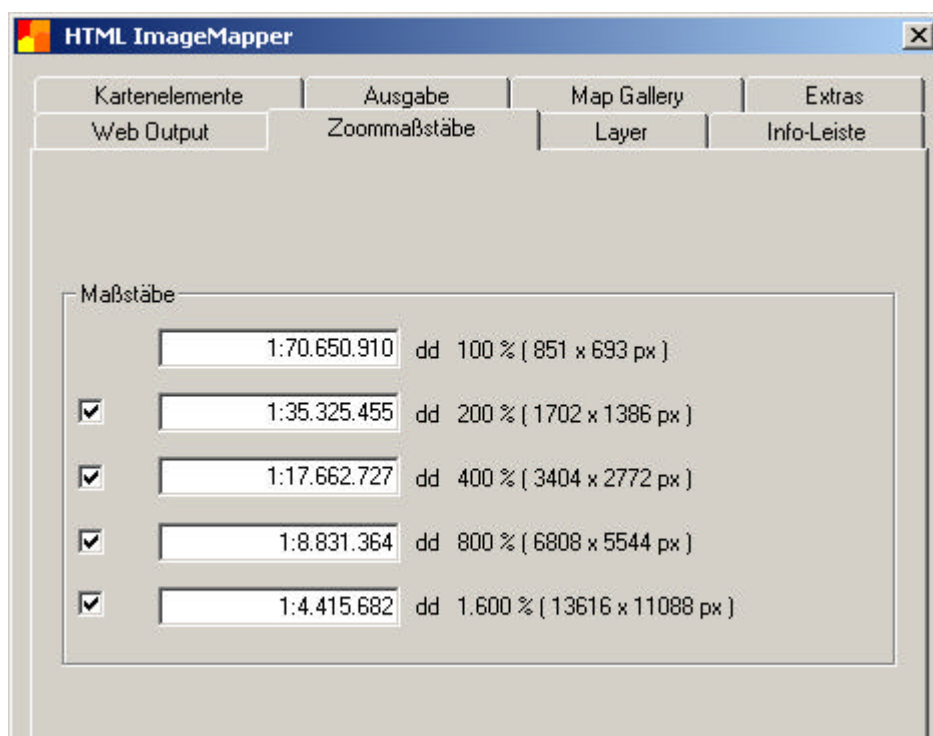 HTML ImageMapper
Kartenelemente Ausgabe Map Gallery Extras
Web Output Zoommaßstäbe Layer Info-Leiste
Maßstäbe
1:70.650.910 dd 100 % ( 851 x 693 px )
1:35.325.455 dd 200 % ( 1702 x 1386 px )
1:17.662.727 dd 400 % ( 3404 x 2772 px )
1:8.831.364 dd 800 % ( 6808 x 5544 px )
1:4.415.682 dd 1.600 % ( 13616 x 11088 px )